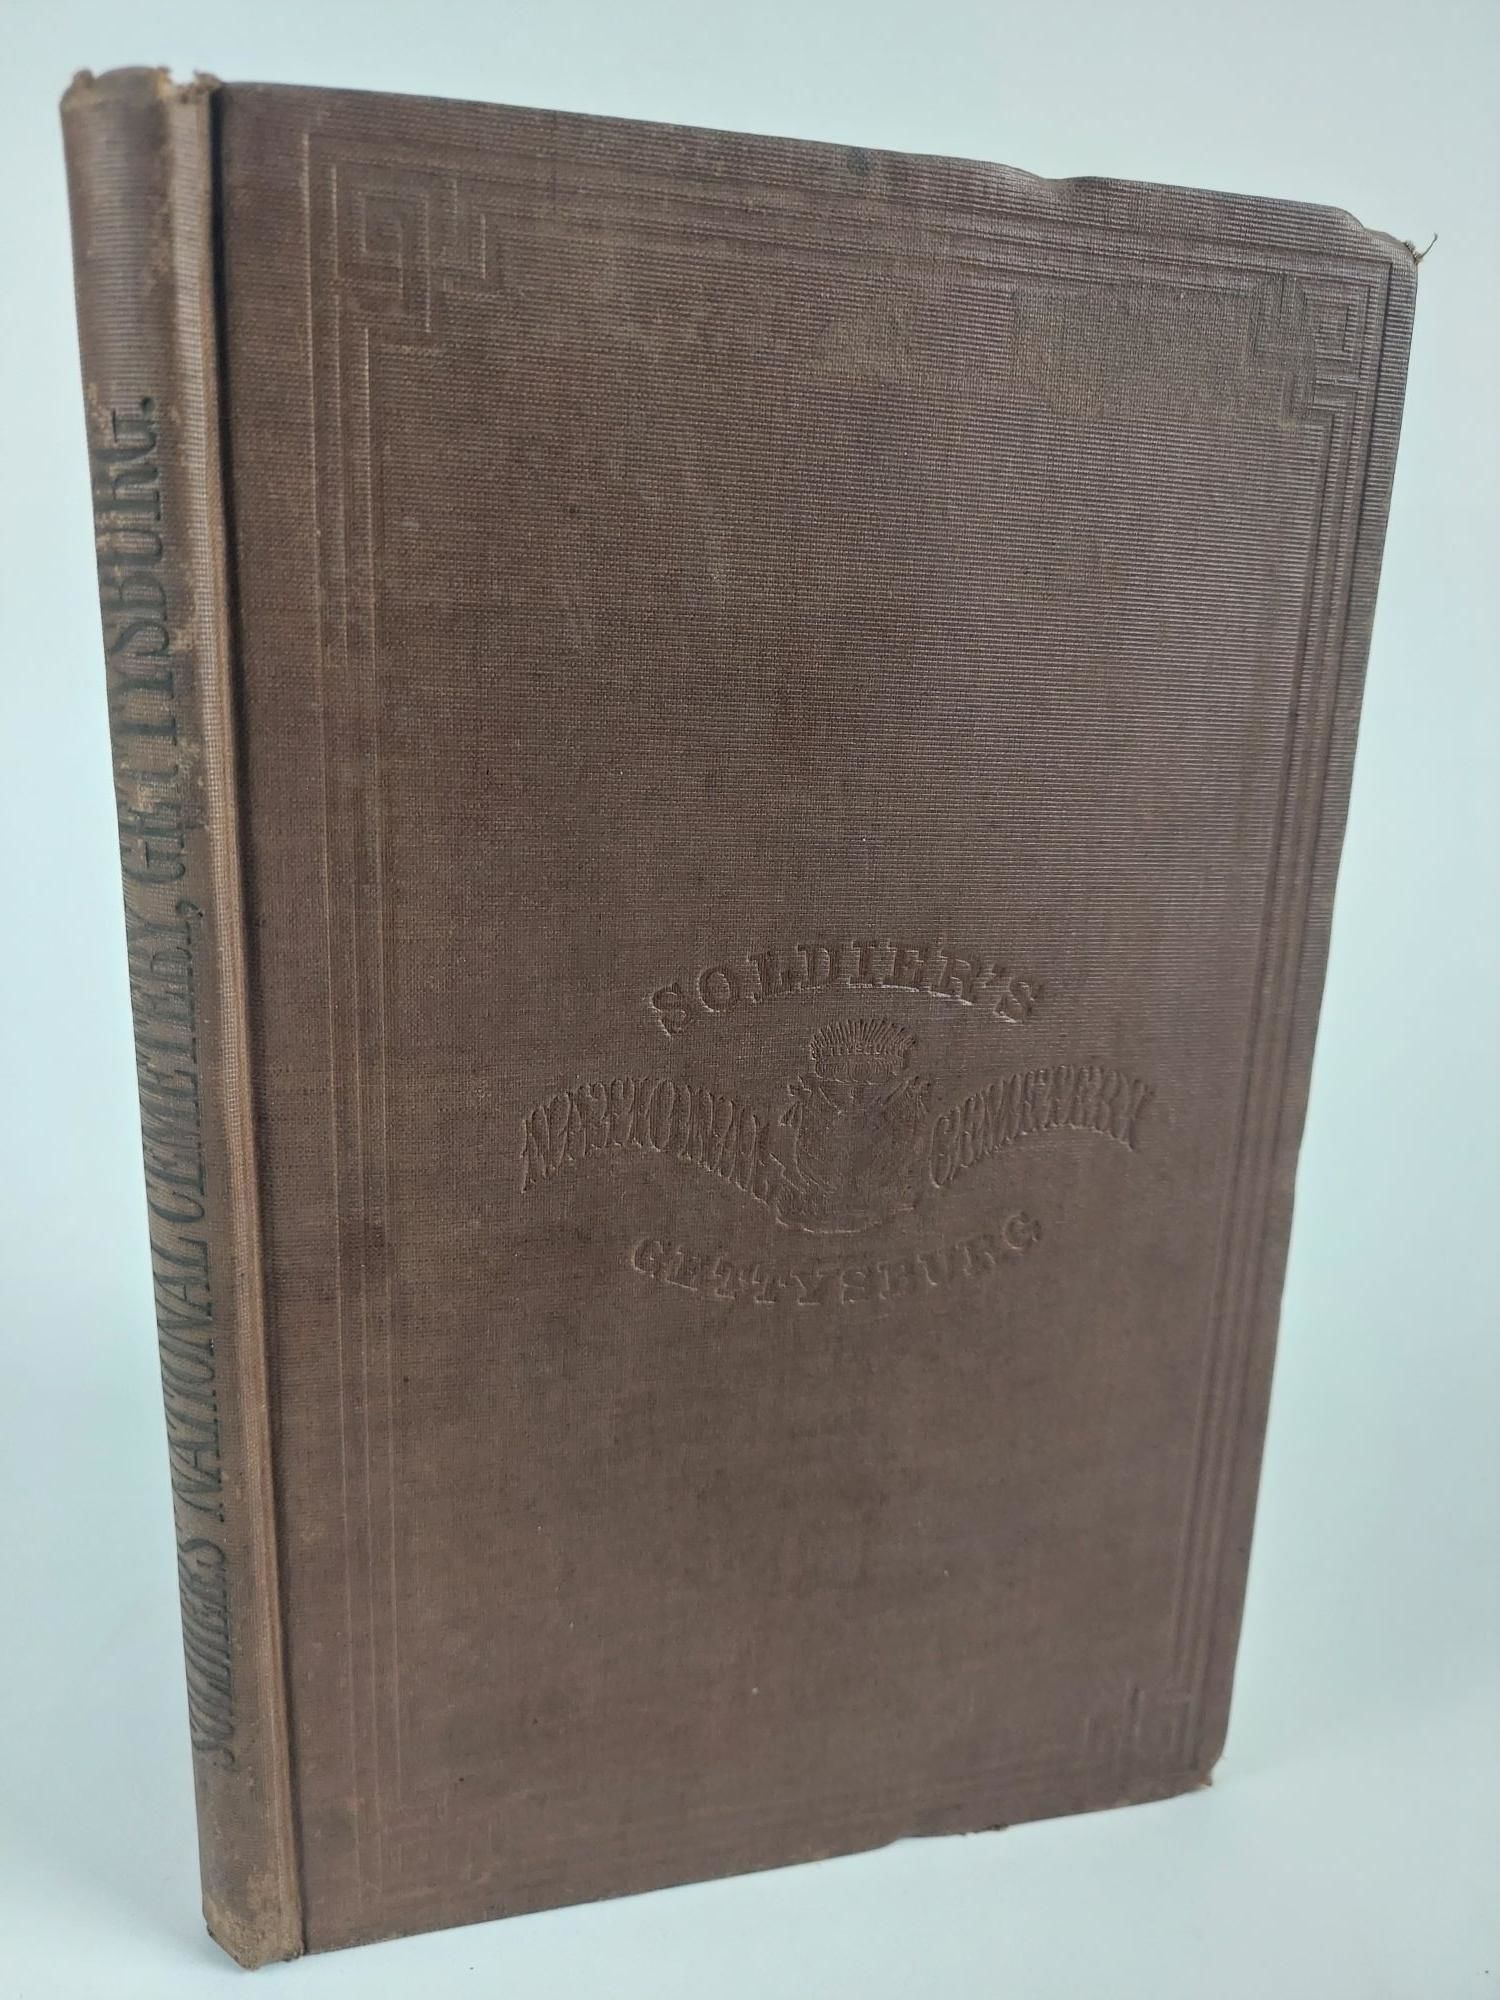 SOLDIERS' NATIONAL CEMETERY, GETTYSBURG.
SOLDIER'S
NATIONAL CEMETERY
GETTYSBURG